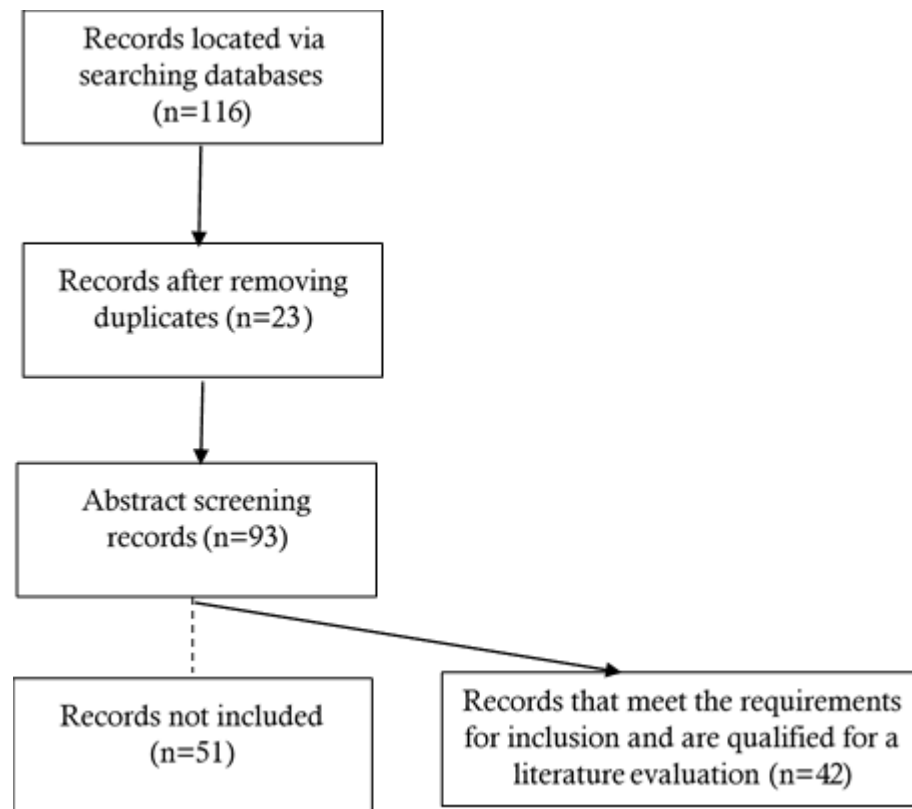 Records located via
searching databases
(n=116)
Records after removing
duplicates (n=23)
Abstract screening
records (n=93)
Records not included
(n=51)
Records that meet the requirements
for inclusion and are qualified for a
literature evaluation (n=42)